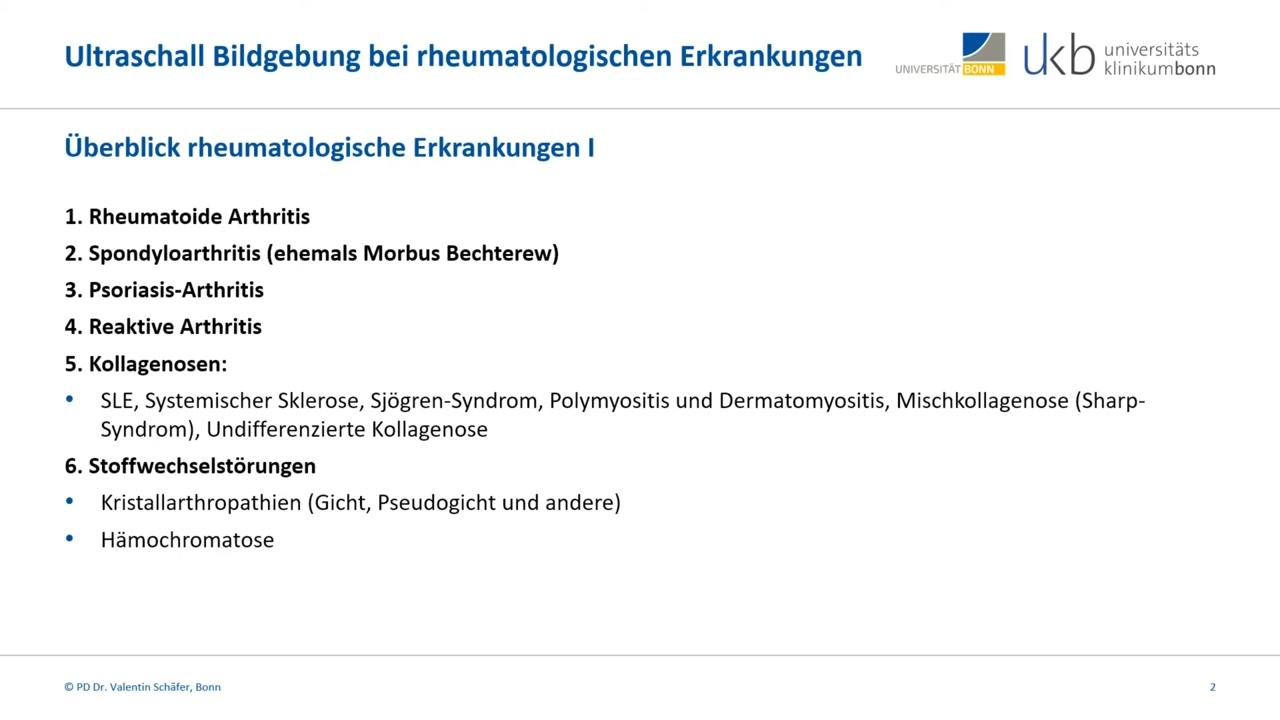 Ultraschall Bildgebung bei rheumatologischen Erkrankungen
UNIVERSITÄT BONN
ukb universitäts
klinikumbonn
Überblick rheumatologische Erkrankungen I
1. Rheumatoide Arthritis
2. Spondyloarthritis (ehemals Morbus Bechterew)
3. Psoriasis-Arthritis
4. Reaktive Arthritis
5. Kollagenosen:
• SLE, Systemischer Sklerose, Sjögren-Syndrom, Polymyositis und Dermatomyositis, Mischkollagenose (Sharp-
Syndrom), Undifferenzierte Kollagenose
6. Stoffwechselstörungen
• Kristallarthropathien (Gicht, Pseudogicht und andere)
• Hämochromatose
© PD Dr. Valentin Schäfer, Bonn
2